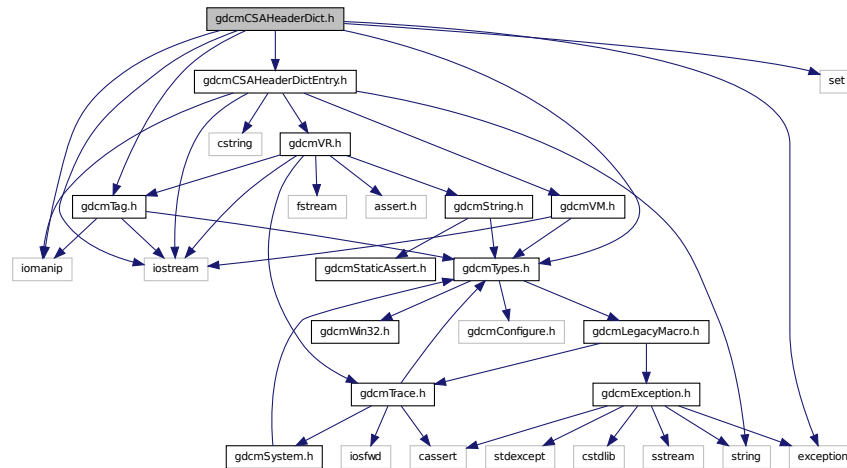 gdcmCSAHeaderDict.h
gdcmCSAHeaderDictEntry.h
set
cstring
gdcmVR.h
gdcmTag.h
fstream
assert.h
gdcmString.h
gdcmVM.h
iomanip
iostream
gdcmStaticAssert.h
gdcmTypes.h
gdcmWin32.h
gdcmConfigure.h
gdcmLegacyMacro.h
gdcmTrace.h
gdcmException.h
gdcmSystem.h
iosfwd
cassert
stdexcept
cstdlib
sstream
string
exception